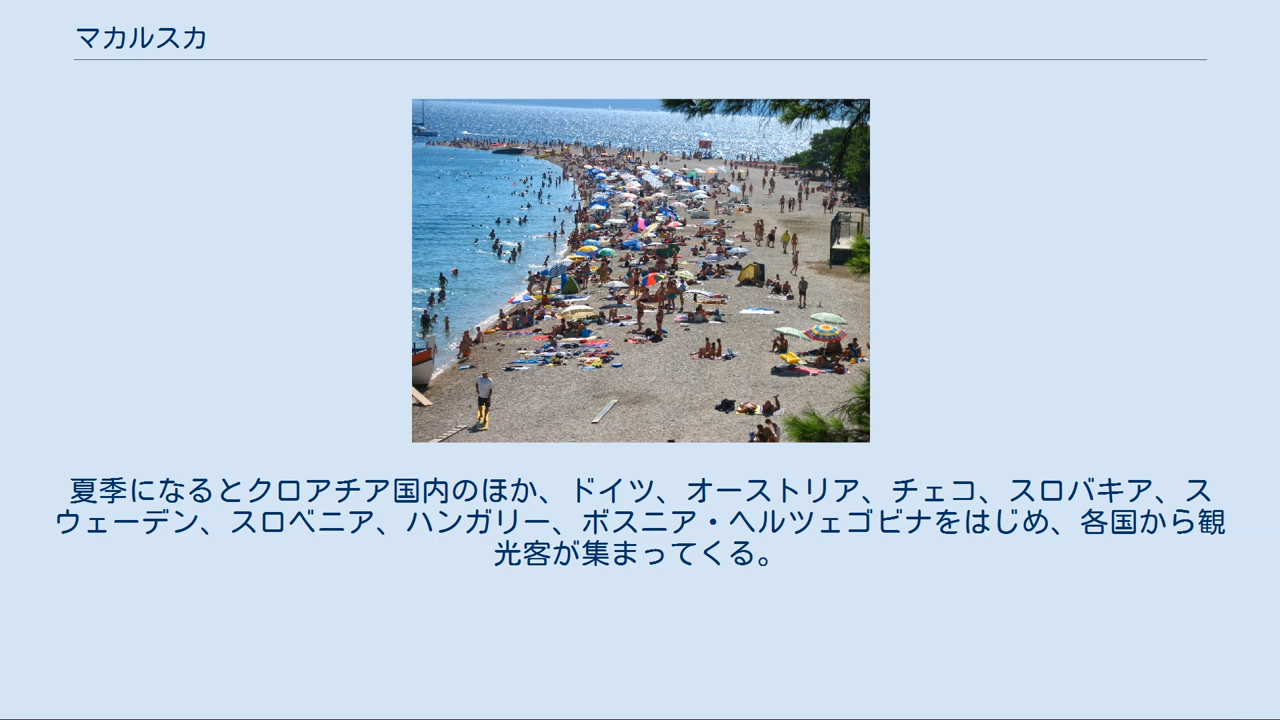 マカルスカ
夏季になるとクロアチア国内のほか、ドイツ、オーストリア、チェコ、スロバキア、ス
ウェーデン、スロベニア、ハンガリー、ボスニア・ヘルツェゴビナをはじめ、各国から観
光客が集まってくる。